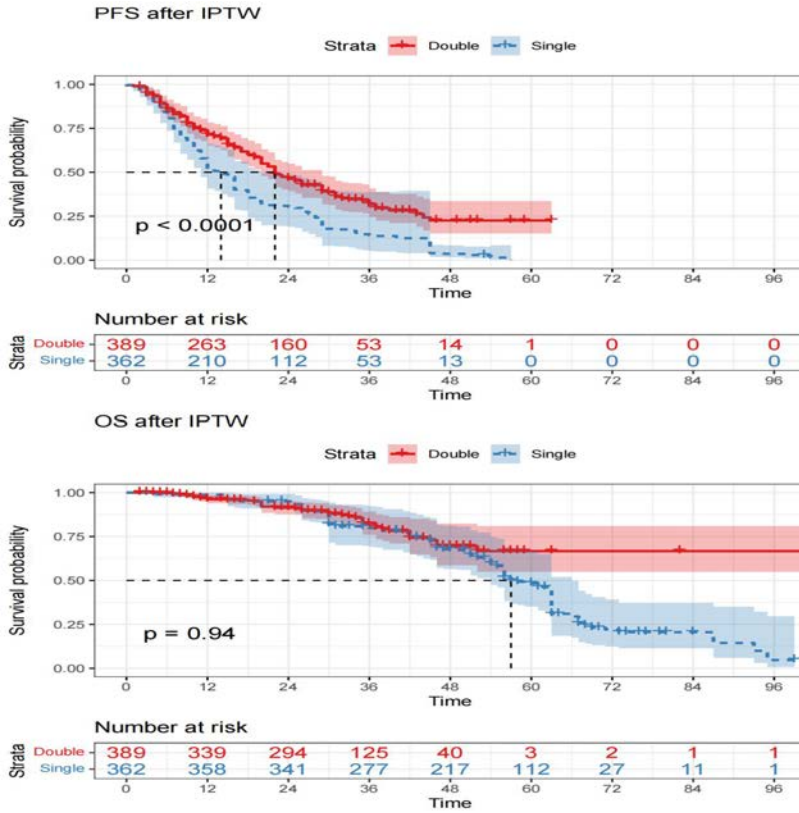 PFS after IPTW
Strata Double Single
1.00
0.75
0.50
0.25
0.00
Survival probability
p < 0.0001
0 12 24 36 48 60 72 84 96
Time
Number at risk
Strata
Double 389 263 160 53 14 1 0 0 0
Single 362 210 112 53 13 0 0 0 0
0 12 24 36 48 60 72 84 96
Time
OS after IPTW
Strata Double Single
1.00
0.75
0.50
0.25
0.00
Survival probability
p = 0.94
0 12 24 36 48 60 72 84 96
Time
Number at risk
Strata
Double 389 339 294 125 40 3 2 1 1
Single 362 358 341 277 217 112 27 11 1
0 12 24 36 48 60 72 84 96
Time